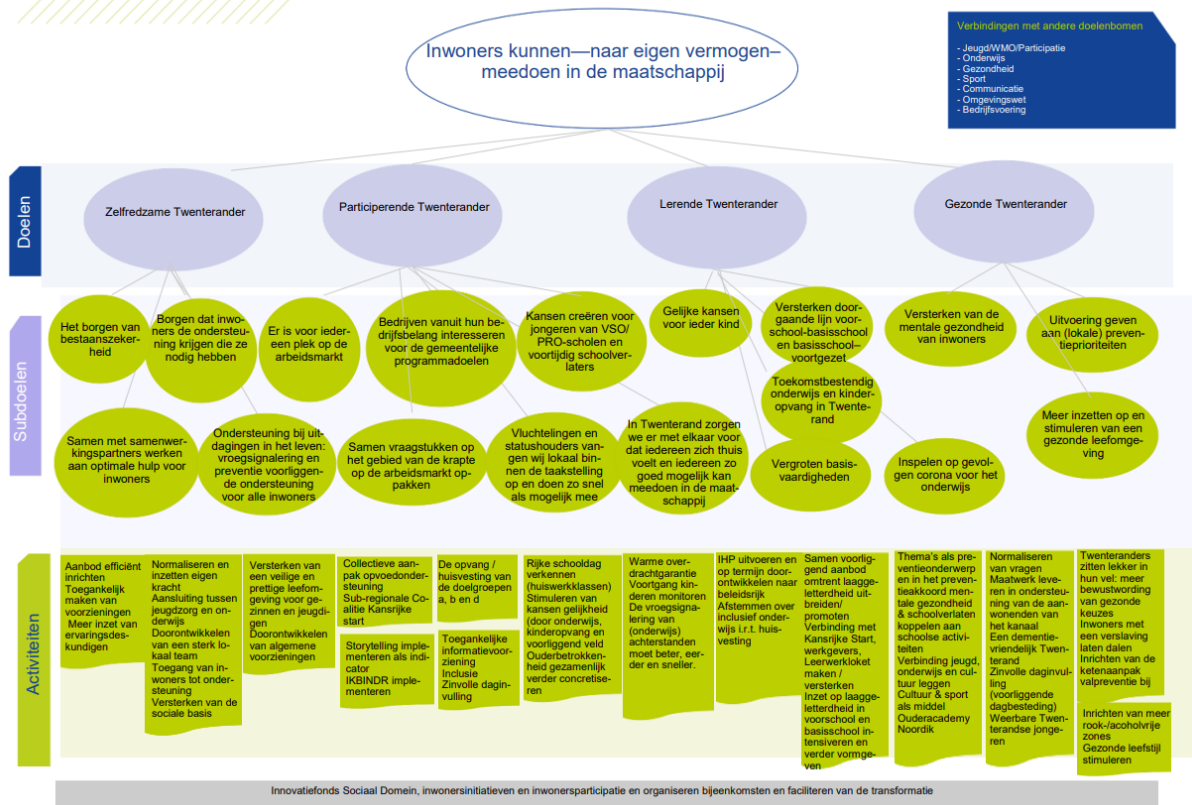 Inwoners kunnen—naar eigen vermogen–
meedoen in de maatschappij
Verbindingen met andere doelenbomen
- Jeugd/WMO/Participatie
- Onderwijs
- Gezondheid
- Sport
- Communicatie
- Omgevingswet
- Bedrijfsvoering
Doelen
Zelfredzame Twenterander
Participerende Twenterander
Lerende Twenterander
Gezonde Twenterander
Subdoelen
Het borgen van
bestaanszeker-
heid
Borgen dat inwo-
ners de ondersteu-
ning krijgen die ze
nodig hebben
Er is voor ieder-
een plek op de
arbeidsmarkt
Bedrijven vanuit hun be-
drijfsbelang interesseren
voor de gemeentelijke
programmadoelen
Kansen creëren voor
jongeren van VSO/
PRO-scholen en
voortijdig schoolver-
laters
Gelijke kansen
voor ieder kind
Versterken door-
gaande lijn voor-
school-basisschool
en basisschool–
voortgezet
Versterken van de
mentale gezondheid
van inwoners
Uitvoering geven
aan (lokale) preven-
tieprioriteiten
Toekomstbestendig
onderwijs en kinder-
opvang in Twente-
rand
Samen met samenwer-
kingspartners werken
aan optimale hulp voor
inwoners
Ondersteuning bij uit-
dagingen in het leven:
vroegsignalering en
preventie voorliggen-
de ondersteuning
voor alle inwoners
Samen vraagstukken op
het gebied van de krapte
op de arbeidsmarkt op-
pakken
Vluchtelingen en
statushouders van-
gen wij lokaal bin-
nen de taakstelling
op en doen zo snel
als mogelijk mee
In Twenterand zorgen
we er met elkaar voor
dat iedereen zich thuis
voelt en iedereen zo
goed mogelijk kan
meedoen in de maat-
schappij
Vergroten basis-
vaardigheden
Inspelen op gevol-
gen corona voor het
onderwijs
Meer inzetten op en
stimuleren van een
gezonde leefomge-
ving
Activiteiten
Aanbod efficiënt
inrichten
Toegankelijk
maken van
voorzieningen
Meer inzet van
ervaringsdes-
kundigen
Normaliseren en
inzetten eigen
kracht
Aansluiting tussen
jeugdzorg en on-
derwijs
Doorontwikkelen
van een sterk lo-
kaal team
Toegang van in-
woners tot onder-
steuning
Versterken van de
sociale basis
Versterken van
een veilige en
prettige leefom-
geving voor ge-
zinnen en jeugdi-
gen
Doorontwikkelen
van algemene
voorzieningen
Collectieve aan-
pak opvoedonder-
steuning
Sub-regionale Co-
alitie Kansrijke
start
Storytelling imple-
menteren als indi-
cator
IKBINDR imple-
menteren
De opvang /
huisvesting van
de doelgroepen
a, b en d
Toegankelijke
informatievoor-
ziening
Inclusie
Zinvolle dagin-
vulling
Rijke schooldag
verkennen
(huiswerkklassen)
Stimuleren van
kansen gelijkheid
(door onderwijs,
kinderopvang en
voorliggend veld
Ouderbetrokken-
heid gezamenlijk
verder concretise-
ren
Warme over-
drachtgarantie
Voortgang kin-
deren monitoren
De vroegsigna-
lering van
(onderwijs)
achterstanden
moet beter, eer-
der en sneller.
IHP uitvoeren en
op termijn door-
ontwikkelen naar
beleidsrijk
Afstemmen over
inclusief onder-
wijs i.r.t. huis-
vesting
Samen voorlig-
gend aanbod
omtrent laagge-
letterdheid uit-
breiden/
promoten
Verbinding met
Kansrijke Start,
werkgevers,
Leerwerkloket
maken /
versterken
Inzet op laagge-
letterdheid in
voorschool en
basisschool in-
tensiveren en
verder vormge-
ven
Thema's als pre-
ventieonderwerp
en in het preven-
tieakkoord men-
tale gezondheid
& schoolverlaten
koppelen aan
schoolse activi-
teiten
Verbinding jeugd,
onderwijs en cul-
tuur leggen
Cultuur & sport
als middel
Ouderacademy
Noordik
Normaliseren
van vragen
Maatwerk leve-
ren in ondersteu-
ning van de aan-
wonenden van
het kanaal
Een dementie-
vriendelijk Twen-
terand
Zinvolle daginvul-
ling
(voorliggende
dagbesteding)
Weerbare Twen-
terandse jonge-
ren
Twenteranders
zitten lekker in
hun vel: meer
bewustwording
van gezonde
keuzes
Inwoners met
een verslaving
laten dalen
Inrichten van de
ketenaanpak
valpreventie bij
Inrichten van meer
rook-/acoholvrije
zones
Gezonde leefstijl
stimuleren
Innovatiefonds Sociaal Domein, inwonersinitiatieven en inwonersparticipatie en organiseren bijeenkomsten en faciliteren van de transformatie